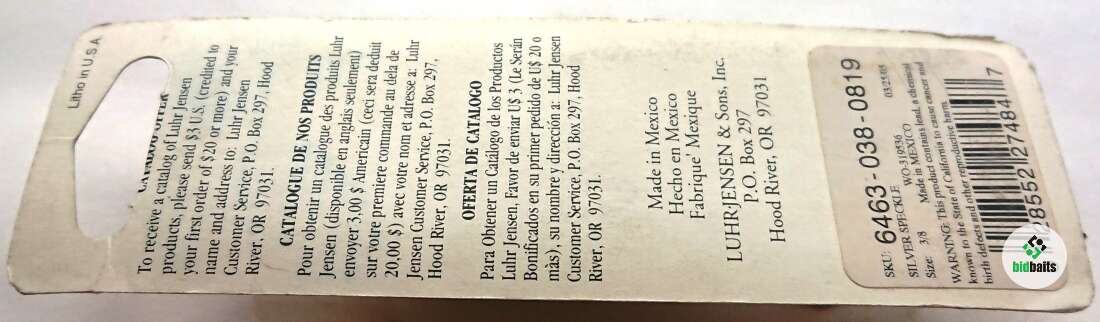 Litho in U.S.A.
CATALOG OFFER
To receive a catalog of Luhr Jensen
products, please send $3 U.S. (credited to
your first order of $20 or more) and your
name and address to: Luhr Jensen
Customer Service, P.O. Box 297, Hood
River, OR 97031.
CATALOGUE DE NOS PRODUITS
Pour obtenir un catalogue des produits Luhr
Jensen (disponible en anglais seulement)
envoyer 3,00 $ Americain (ceci sera deduit
sur votre premiere commande au dela de
20,00 $) avec votre nom et adresse a: Luhr
Jensen Customer Service, P.O. Box 297,
Hood River, OR 97031.
OFERTA DE CATALOGO
Para Obtener un Catálogo de los Productos
Luhr Jensen, Favor de enviar U$ 3 (Le Serán
Bonificados en su primer pedido de U$ 20 o
más), su nombre y dirección a: Luhr Jensen
Customer Service, P.O. Box 297, Hood
River, OR 97031.
Made in Mexico
Hecho en Mexico
Fabrique' Mexique
LUHR-JENSEN & Sons, Inc.
P.O. Box 297
Hood River, OR 97031
SKU: 6463-038-0819
SILVER SPECKLE WO-319536 03/25/05
Size: 3/8 Made in MEXICO
WARNING: This product contains lead, a chemical
known to the State of California to cause cancer and
birth defects and other reproductive harm.
28552 27484 17
bidbaits